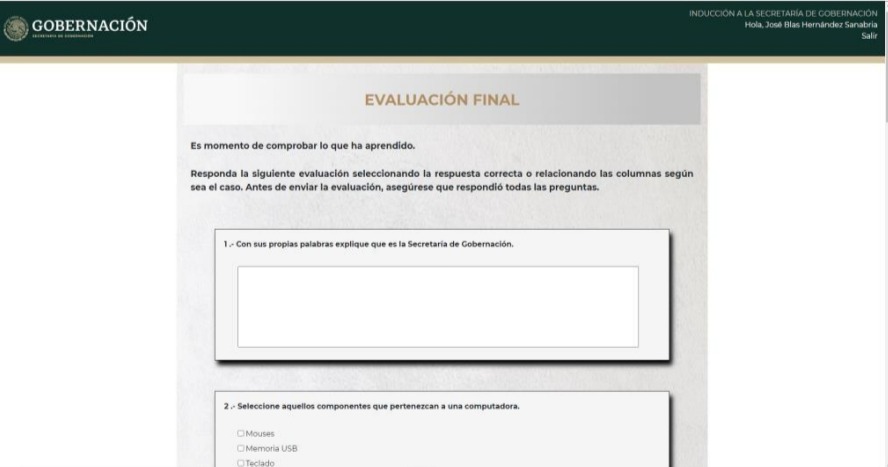 GOBERNACIÓN
SECRETARÍA DE GOBERNACIÓN
INDUCCIÓN A LA SECRETARÍA DE GOBERNACIÓN
Hola, José Blas Hernández Sanabria
Salir
EVALUACIÓN FINAL
Es momento de comprobar lo que ha aprendido.
Responda la siguiente evaluación seleccionando la respuesta correcta o relacionando las columnas según
sea el caso. Antes de enviar la evaluación, asegúrese que respondió todas las preguntas.
1 .- Con sus propias palabras explique que es la Secretaría de Gobernación.
2 .- Seleccione aquellos componentes que pertenezcan a una computadora.
Mouses
Memoria USB
Teclado